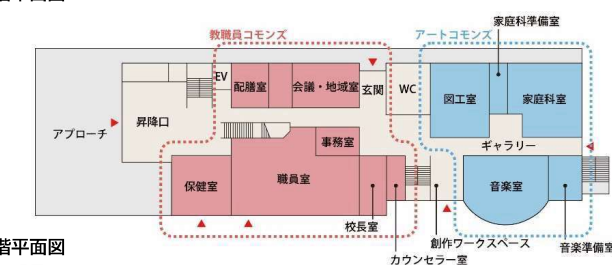 階平面図
家庭科準備室
教職員コモンズ
アートコモンズ
EV
配膳室
会議・地域室
玄関
WC
図工室
家庭科室
アプローチ
昇降口
事務室
ギャラリー
保健室
職員室
音楽室
校長室
創作ワークスペース
音楽準備室
カウンセラー室
階平面図